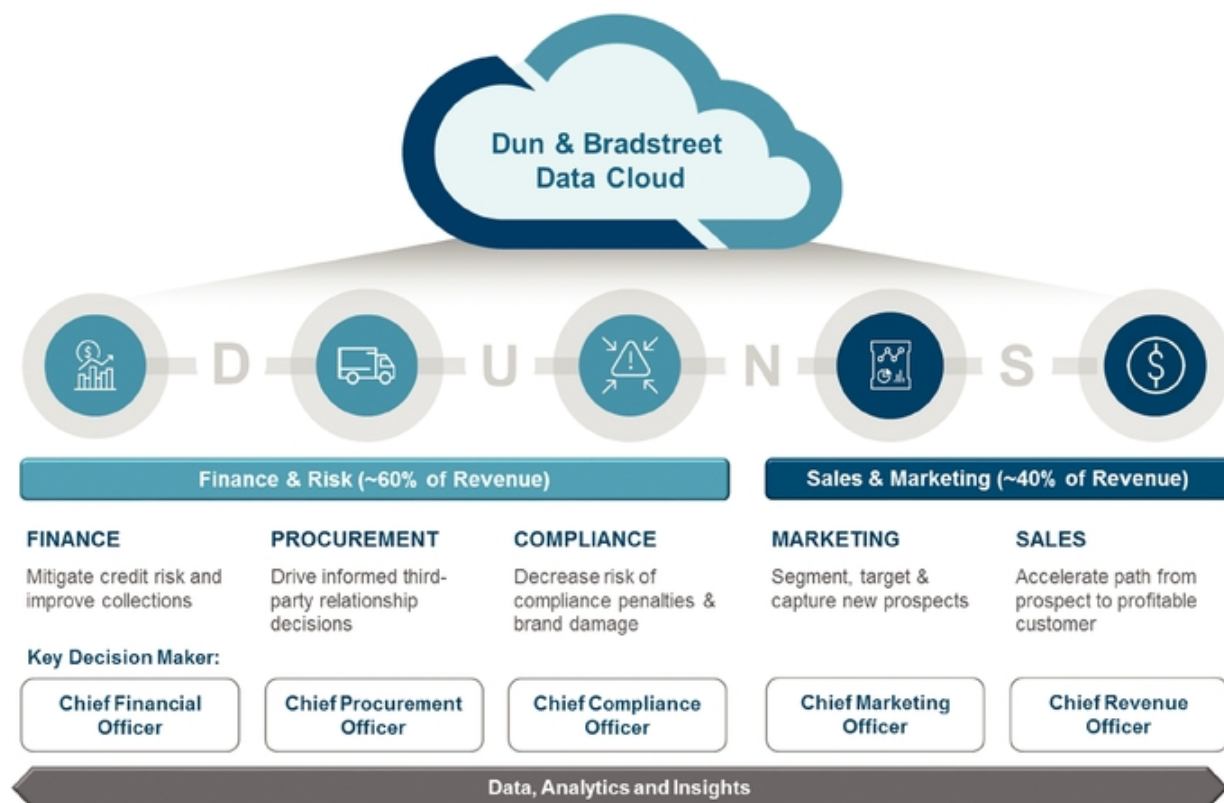 Dun & Bradstreet
Data Cloud
D U N S
Finance & Risk (~60% of Revenue)
Sales & Marketing (~40% of Revenue)
FINANCE
Mitigate credit risk and
improve collections
PROCUREMENT
Drive informed third-
party relationship
decisions
COMPLIANCE
Decrease risk of
compliance penalties &
brand damage
MARKETING
Segment, target &
capture new prospects
SALES
Accelerate path from
prospect to profitable
customer
Key Decision Maker:
Chief Financial
Officer
Chief Procurement
Officer
Chief Compliance
Officer
Chief Marketing
Officer
Chief Revenue
Officer
Data, Analytics and Insights